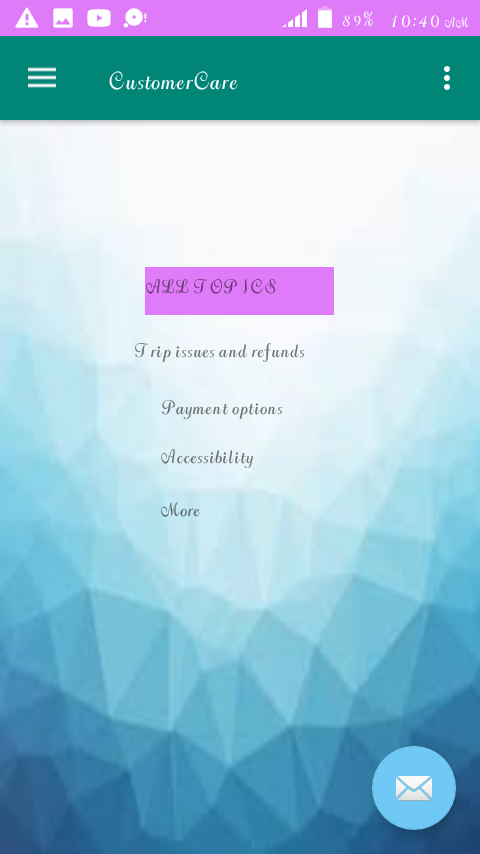 89% 10:40 AM
CustomerCare
ALL TOPICS
Trip issues and refunds
Payment options
Accessibility
More